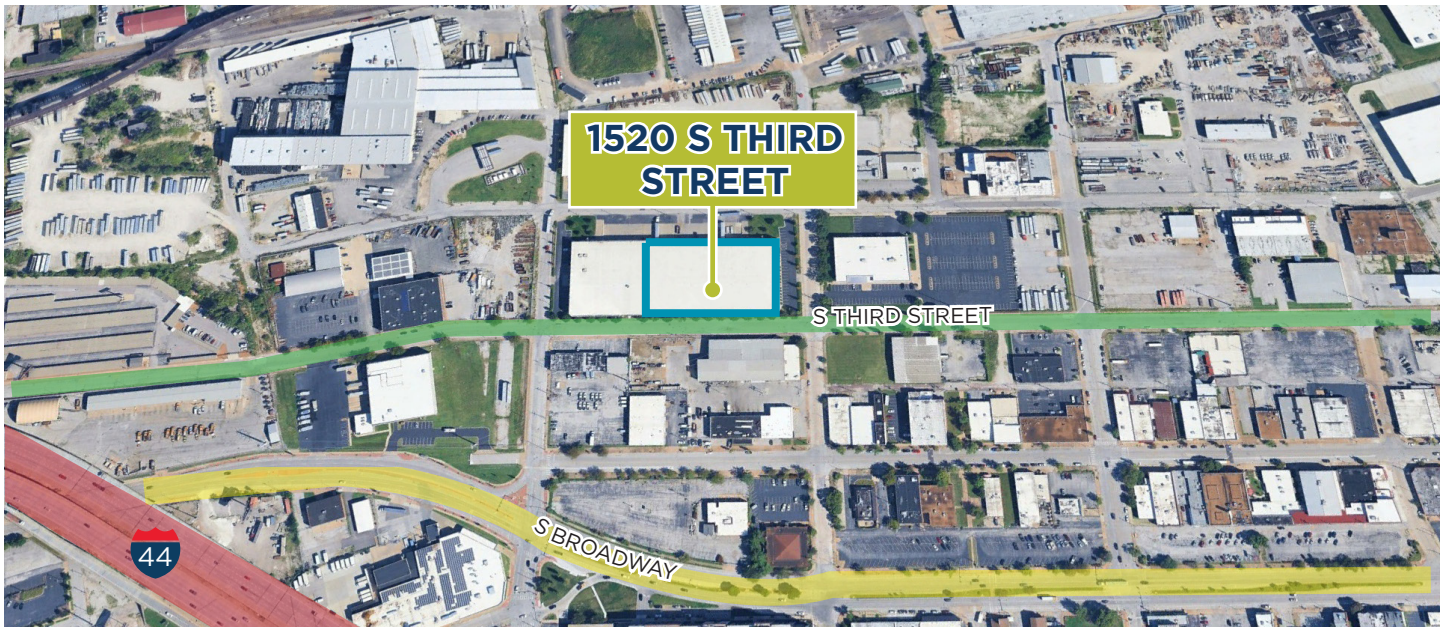 1520 S THIRD
STREET
S THIRD STREET
S BROADWAY
44